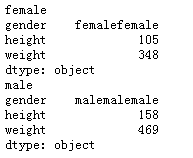 female
gender    femalefemale
height             105
weight             348
dtype: object
male
gender    malemalemale
height             158
weight             469
dtype: object